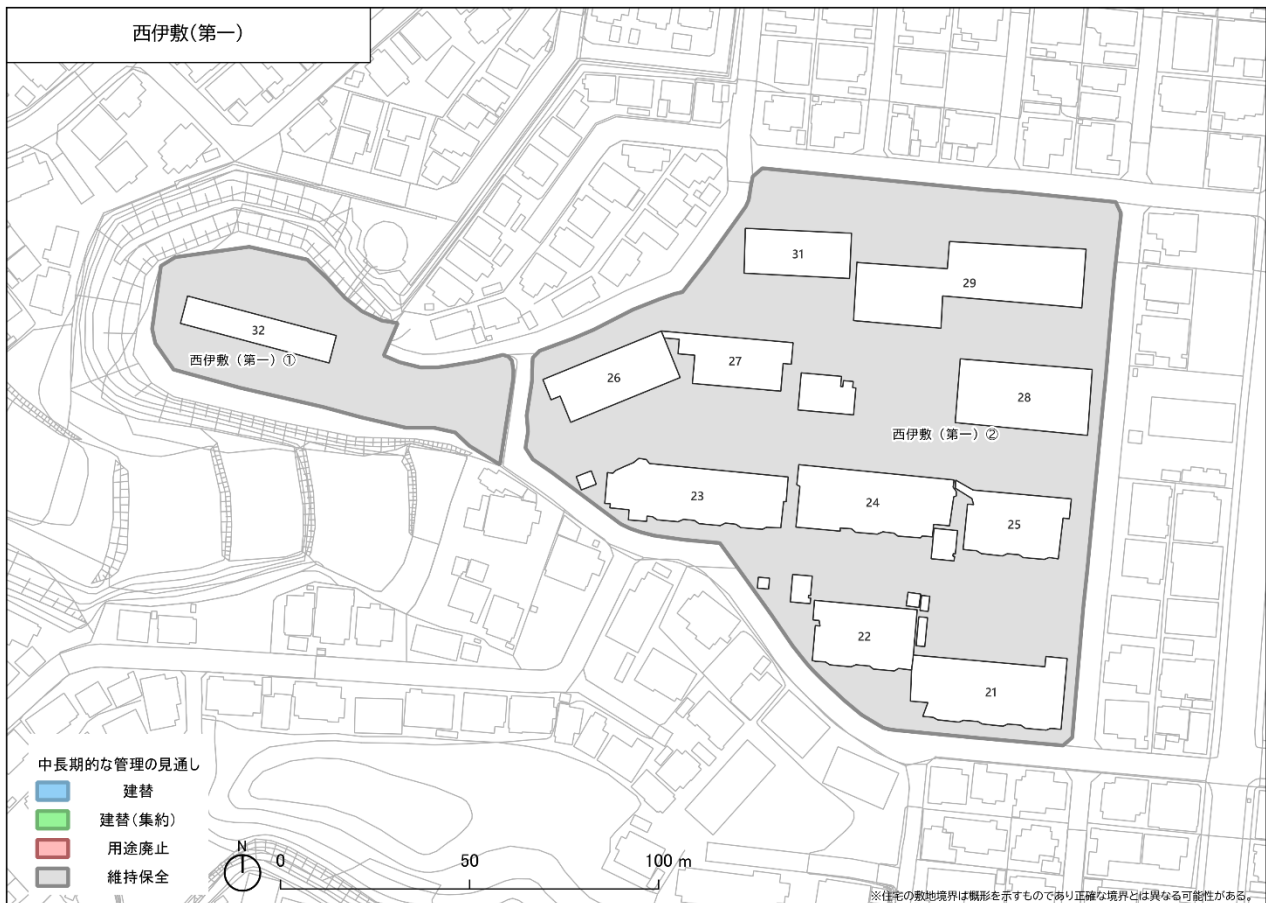 西伊敷(第一)
31
29
32
西伊敷（第一）①
27
26
28
西伊敷（第一）②
23
24
25
22
21
中長期的な管理の見通し
建替
建替(集約)
用途廃止
維持保全
N
0 50 100 m
※住宅の敷地境界は概形を示すものであり正確な境界とは異なる可能性がある。